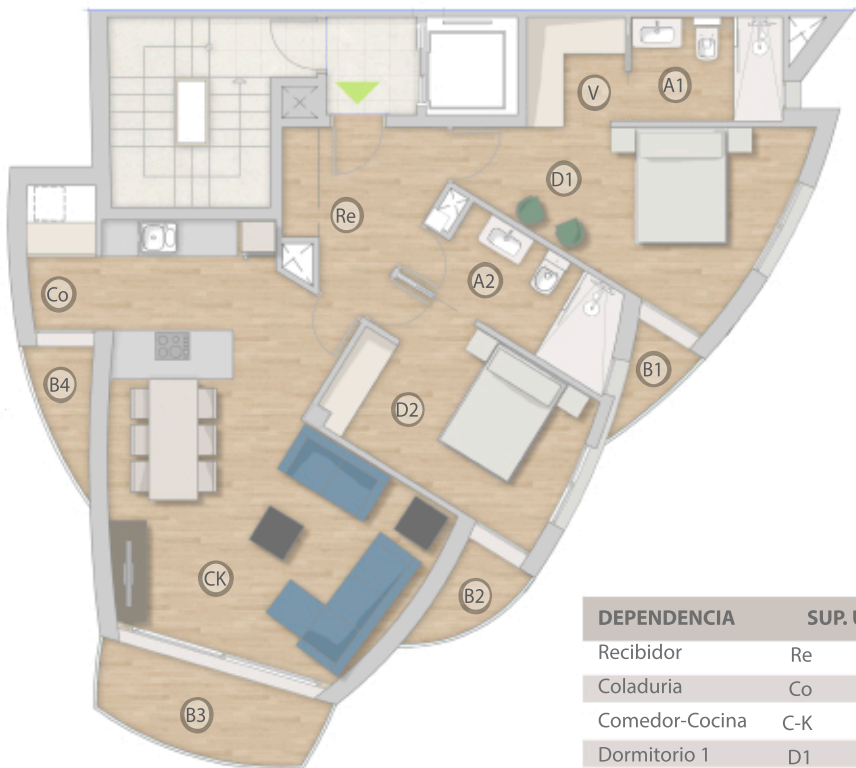 A1
V
D1
Re
A2
Co
B1
B4
D2
CK
B2
B3
DEPENDENCIA SUP. U
Recibidor Re
Coladuria Co
Comedor-Cocina C-K
Dormitorio 1 D1